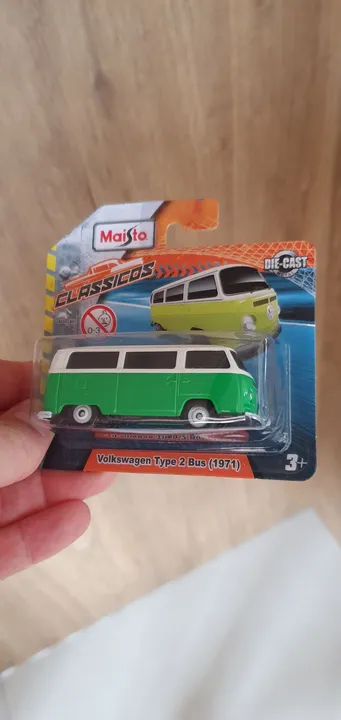 Maisto
CLASSICOS
DIE-CAST
0-3
Volkswagen Type 2 Bus (1971)
3+